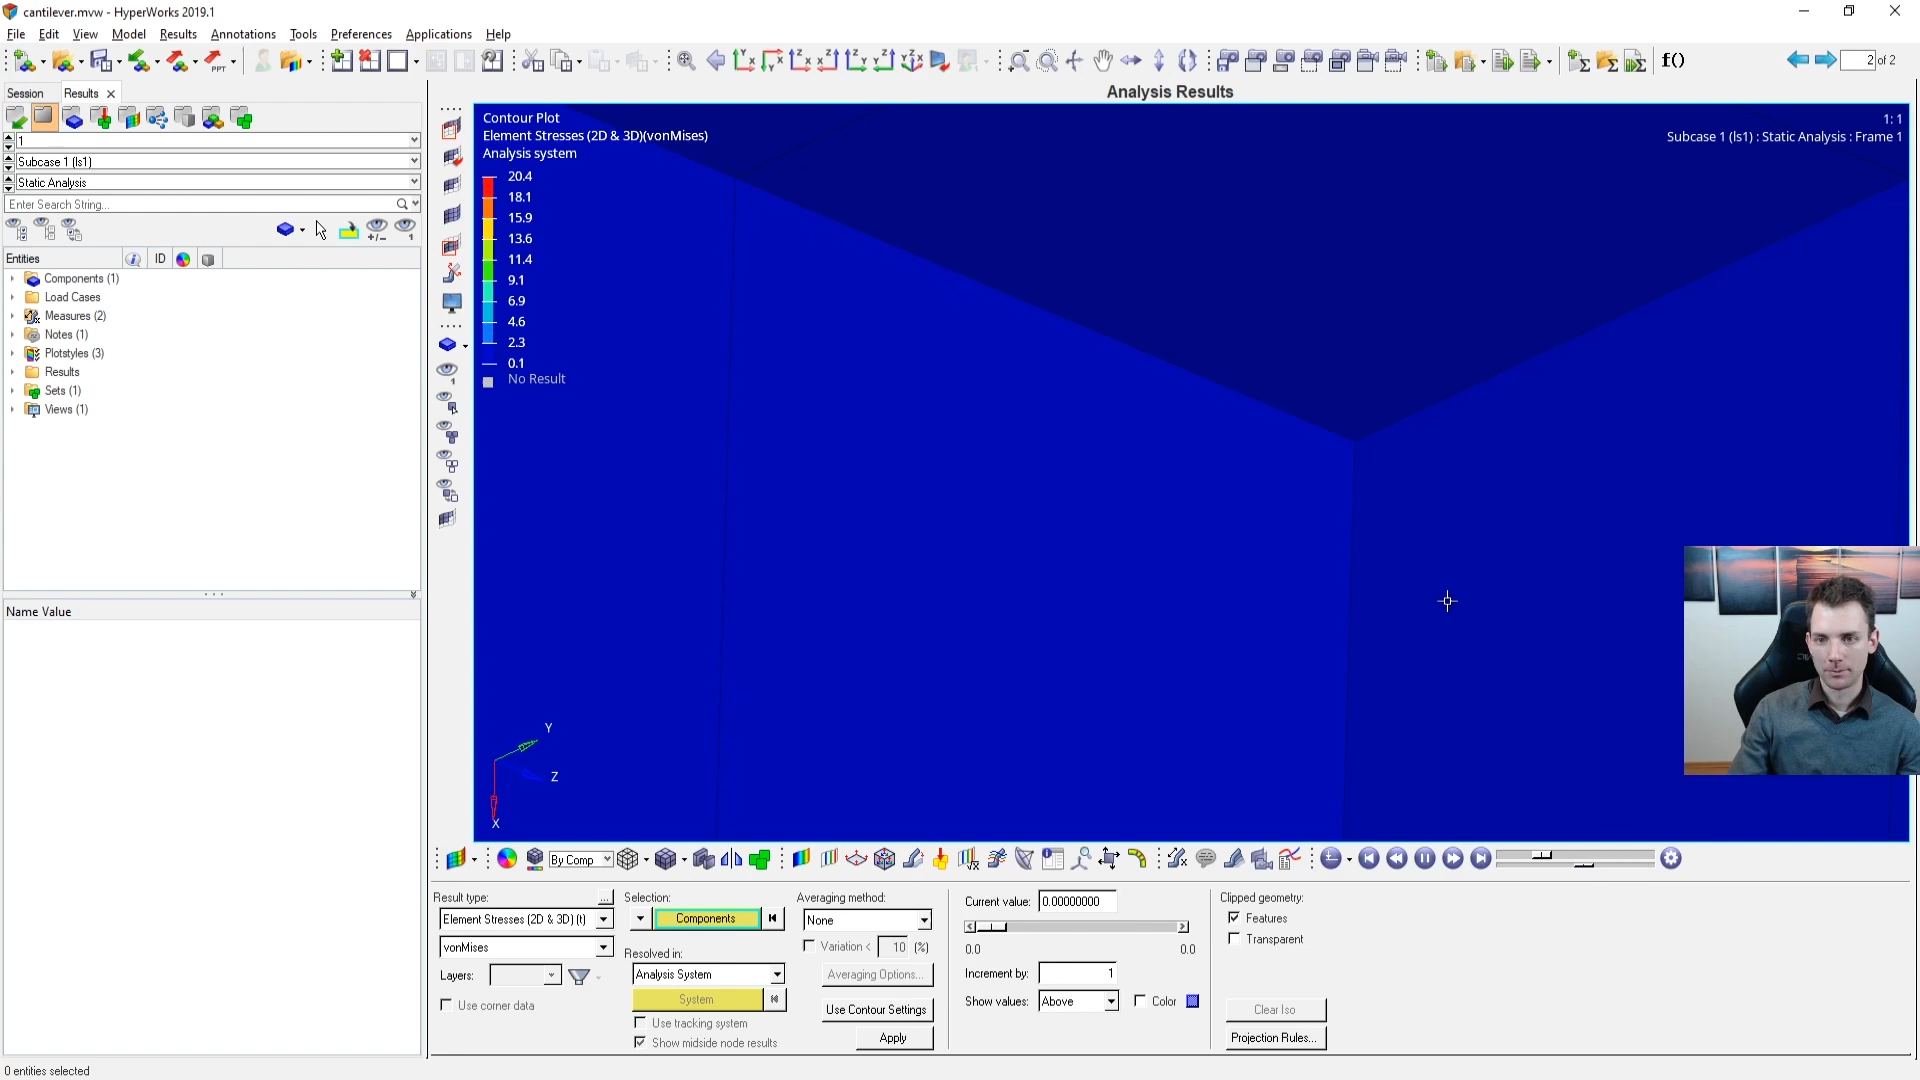 cantilever.mvw - HyperWorks 2019.1
File Edit View Model Results Annotations Tools Preferences Applications Help
PPT
f()
2 of 2
Session Results
Analysis Results
1
Subcase 1 (ls1)
Static Analysis
Enter Search String...
Entities ID
Components (1)
Load Cases
Measures (2)
Notes (1)
Plotstyles (3)
Results
Sets (1)
Views (1)
Name Value
Contour Plot
Element Stresses (2D & 3D)(vonMises)
Analysis system
20.4
18.1
15.9
13.6
11.4
9.1
6.9
4.6
2.3
0.1
No Result
1: 1
Subcase 1 (ls1) : Static Analysis : Frame 1
Y
Z
X
By Comp
Result type: ...
Element Stresses (2D & 3D) (t)
vonMises
Layers:
Use corner data
Selection:
Components
Resolved in:
Analysis System
System
Use tracking system
Show midside node results
Averaging method:
None
Variation < 10 (%)
Averaging Options...
Use Contour Settings
Apply
Current value: 0.00000000
0.0 0.0
Increment by: 1
Show values: Above Color
Clipped geometry:
Features
Transparent
Clear Iso
Projection Rules...
0 entities selected